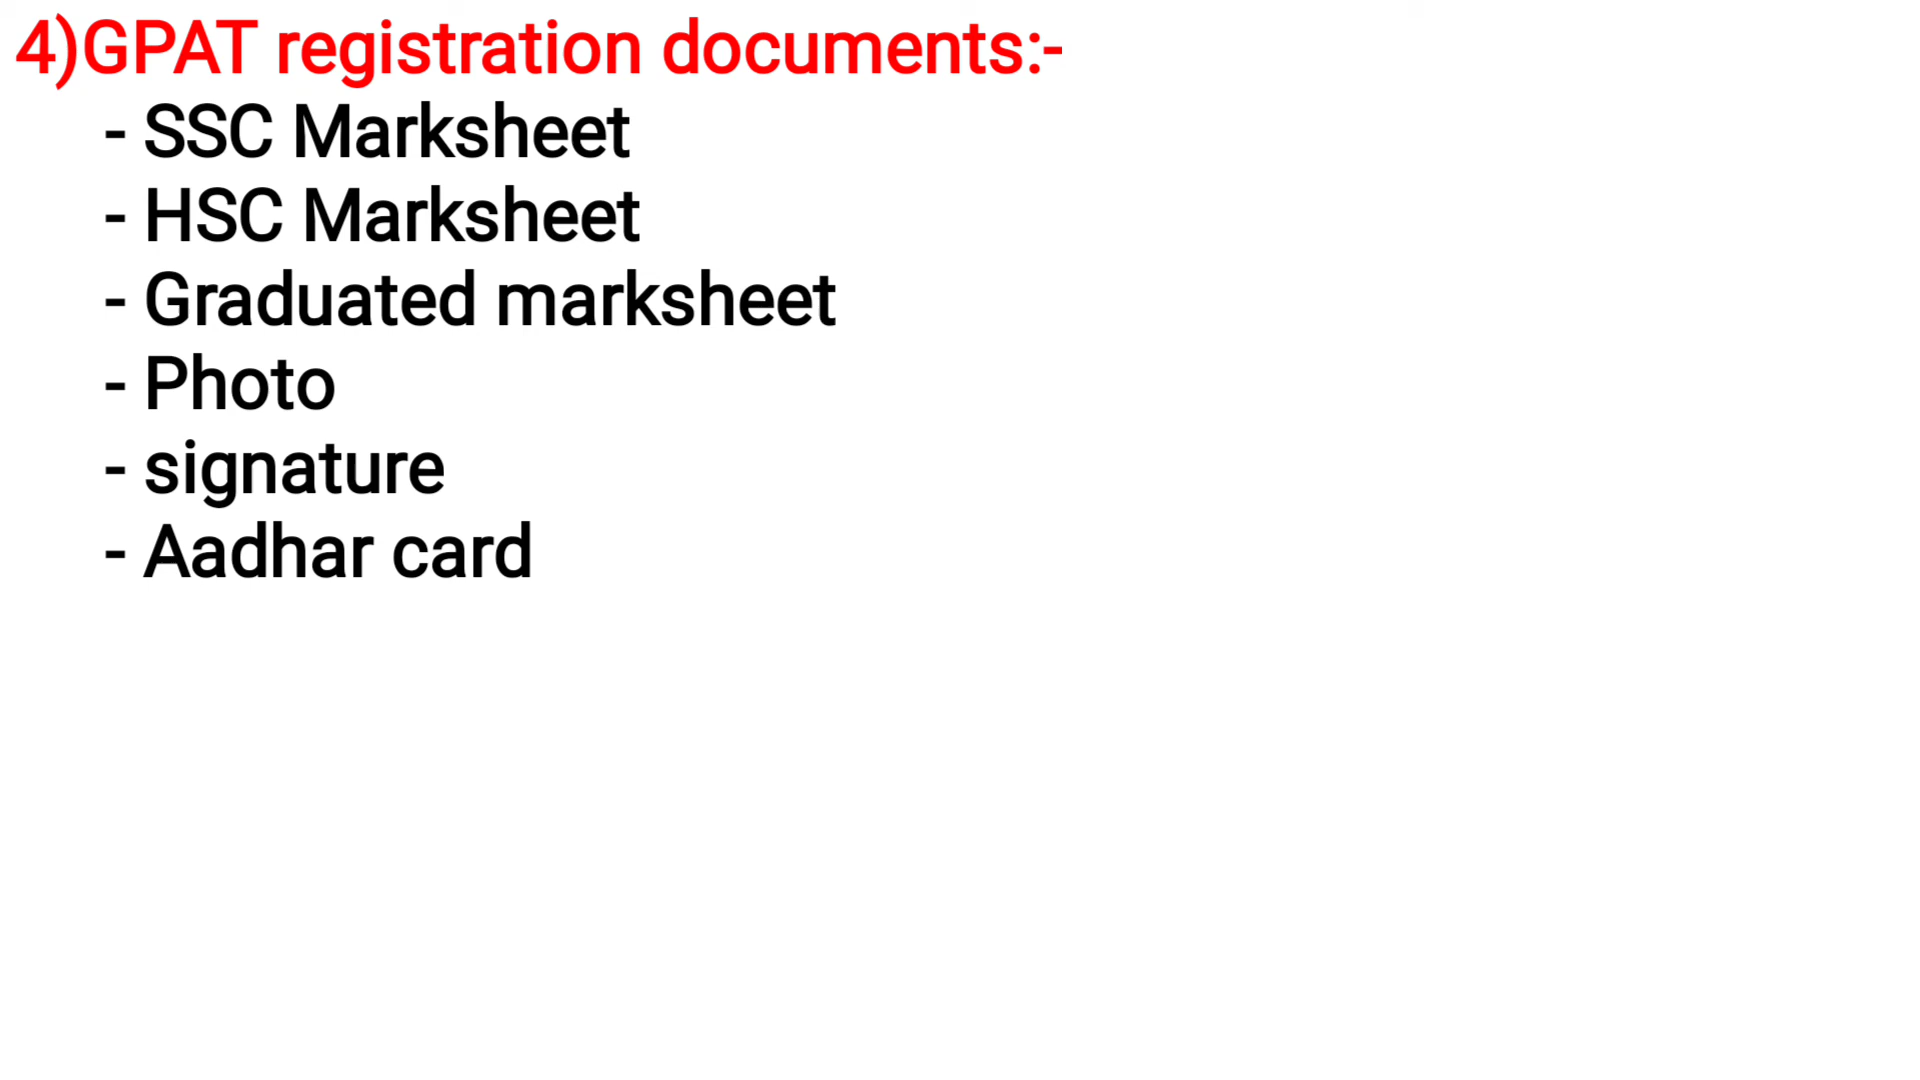 4)GPAT registration documents:-
- SSC Marksheet
- HSC Marksheet
- Graduated marksheet
- Photo
- signature
- Aadhar card